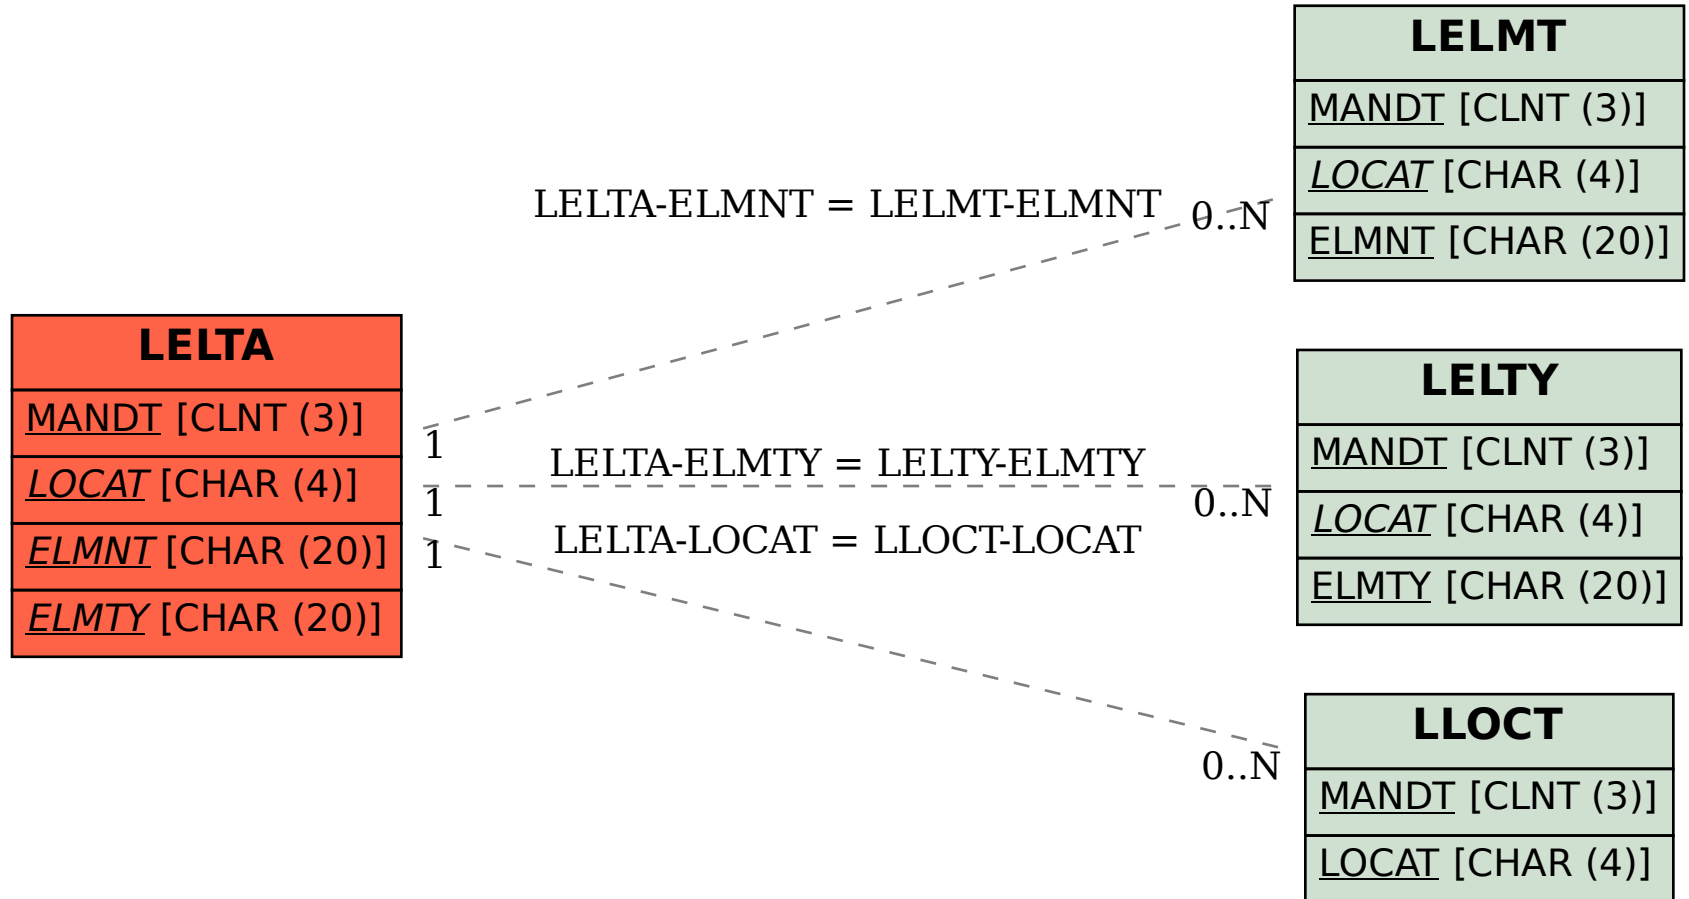 LELTA
MANDT [CLNT (3)]
LOCAT [CHAR (4)]
ELMNT [CHAR (20)]
ELMTY [CHAR (20)]
LELTA-ELMNT = LELMT-ELMNT
0..N
1
LELTA-ELMTY = LELTY-ELMTY
1
0..N
LELTA-LOCAT = LLOCT-LOCAT
1
0..N
LELMT
MANDT [CLNT (3)]
LOCAT [CHAR (4)]
ELMNT [CHAR (20)]
LELTY
MANDT [CLNT (3)]
LOCAT [CHAR (4)]
ELMTY [CHAR (20)]
LLOCT
MANDT [CLNT (3)]
LOCAT [CHAR (4)]